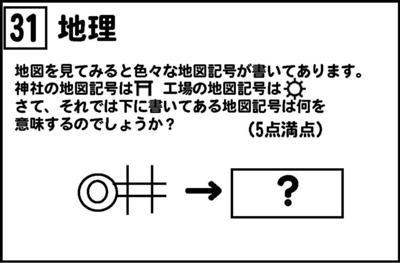 31 地理
地図を見てみると色々な地図記号が書いてあります。
神社の地図記号は⛩ 工場の地図記号は☼
さて、それでは下に書いてある地図記号は何を
意味するのでしょうか？
（5点満点）
→ ？